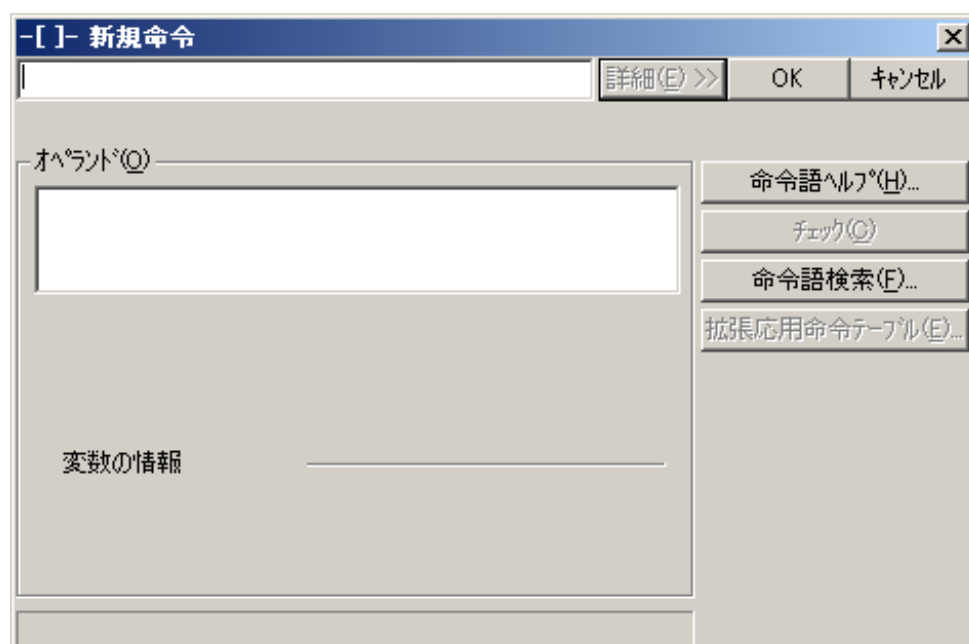 -[ ]- 新規命令
詳細(E) >> OK ｷｬﾝｾﾙ
ｵﾍﾟﾗﾝﾄﾞ(O)
命令語ﾍﾙﾌﾟ(H)...
ﾁｪｯｸ(C)
命令語検索(F)...
拡張応用命令ﾃｰﾌﾞﾙ(E)...
変数の情報